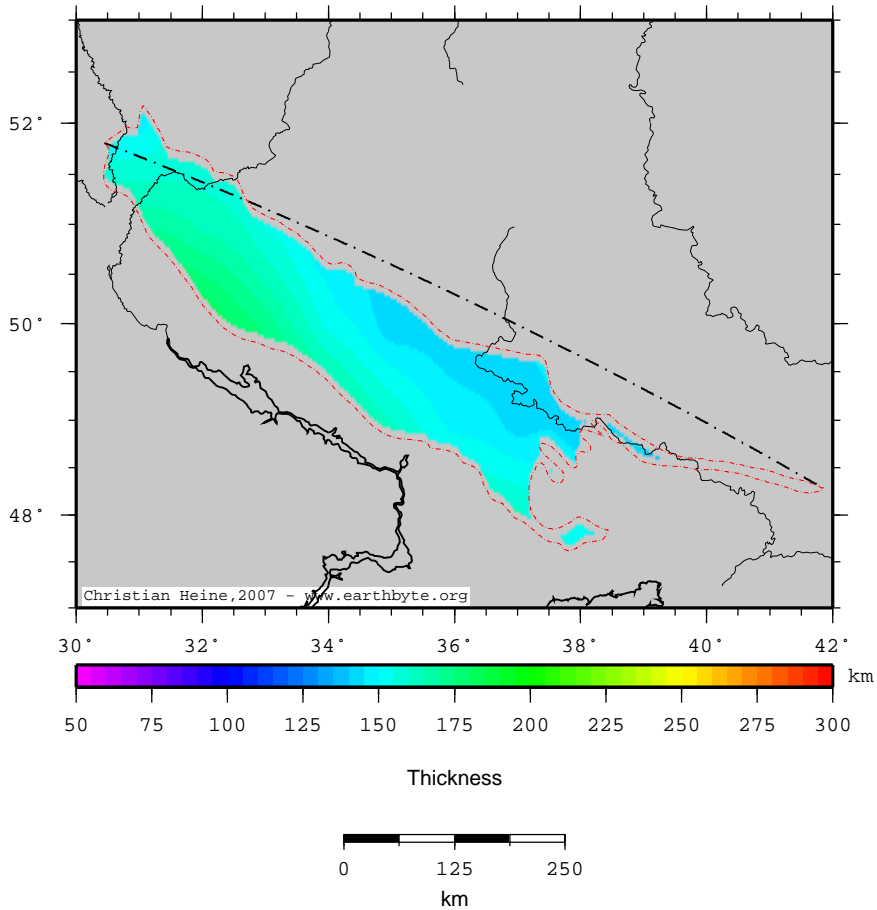 52°
50°
48°
Christian Heine,2007 - www.earthbyte.org
30° 32° 34° 36° 38° 40° 42°
km
50 75 100 125 150 175 200 225 250 275 300
Thickness
0 125 250
km